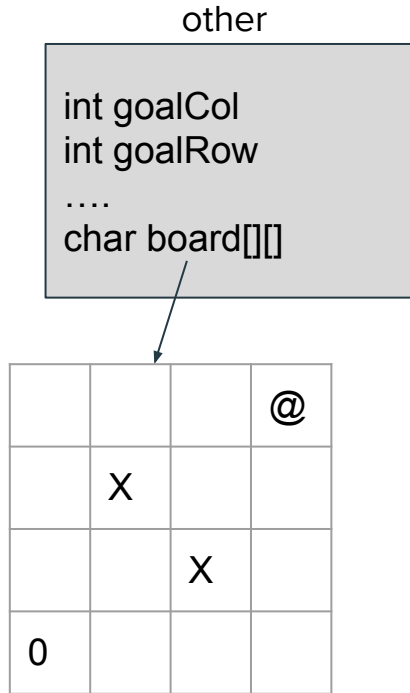 other
int goalCol
int goalRow
....
char board[][]
@
X
X
0